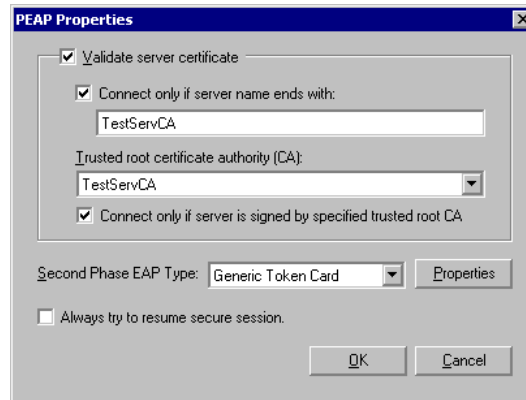 PEAP Properties
Validate server certificate
Connect only if server name ends with:
TestServCA
Trusted root certificate authority (CA):
TestServCA
Connect only if server is signed by specified trusted root CA
Second Phase EAP Type: Generic Token Card Properties
Always try to resume secure session.
OK Cancel